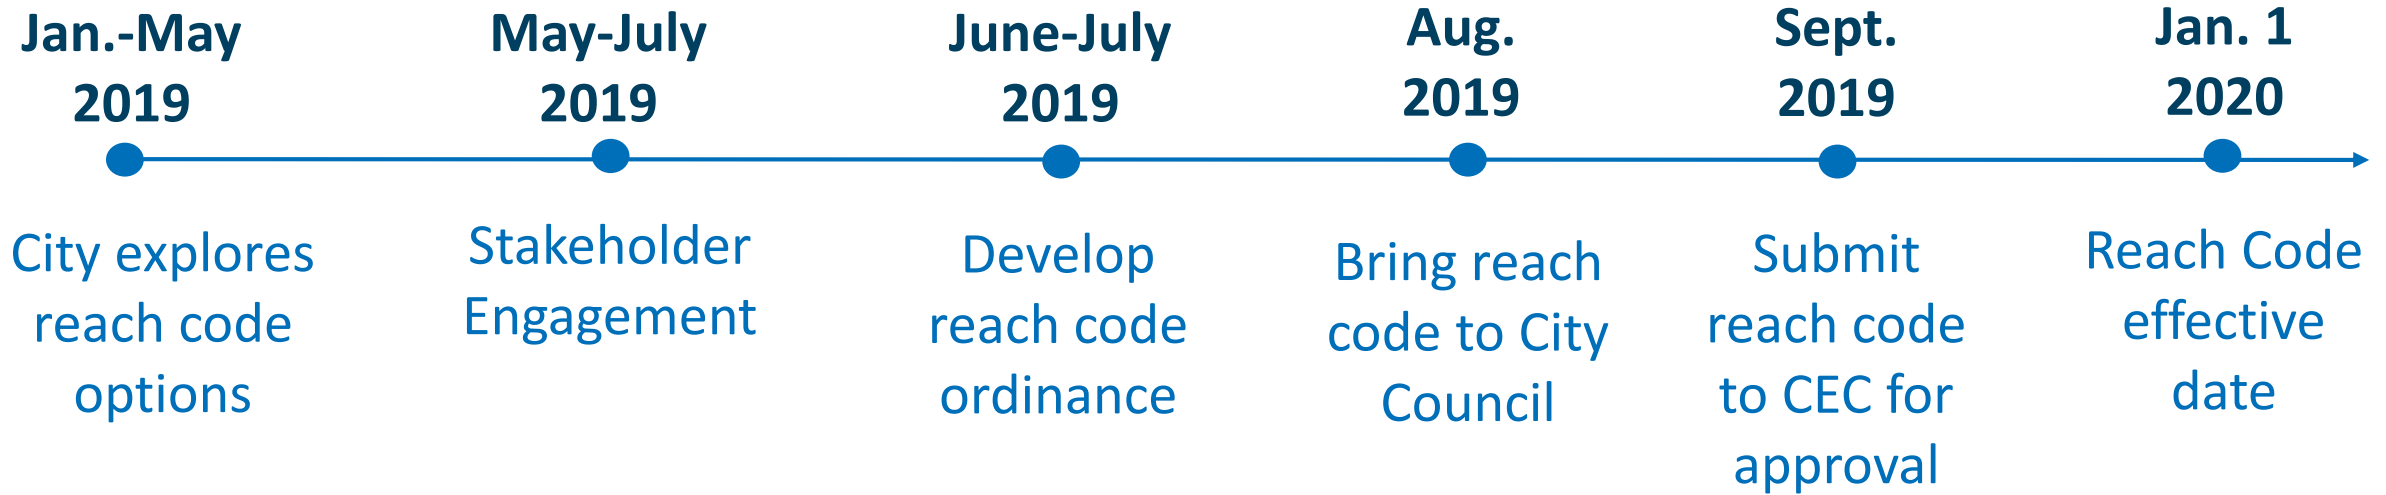 Jan.-May
2019
City explores
reach code
options
May-July
2019
Stakeholder
Engagement
June-July
2019
Develop
reach code
ordinance
Aug.
2019
Bring reach
code to City
Council
Sept.
2019
Submit
reach code
to CEC for
approval
Jan. 1
2020
Reach Code
effective
date